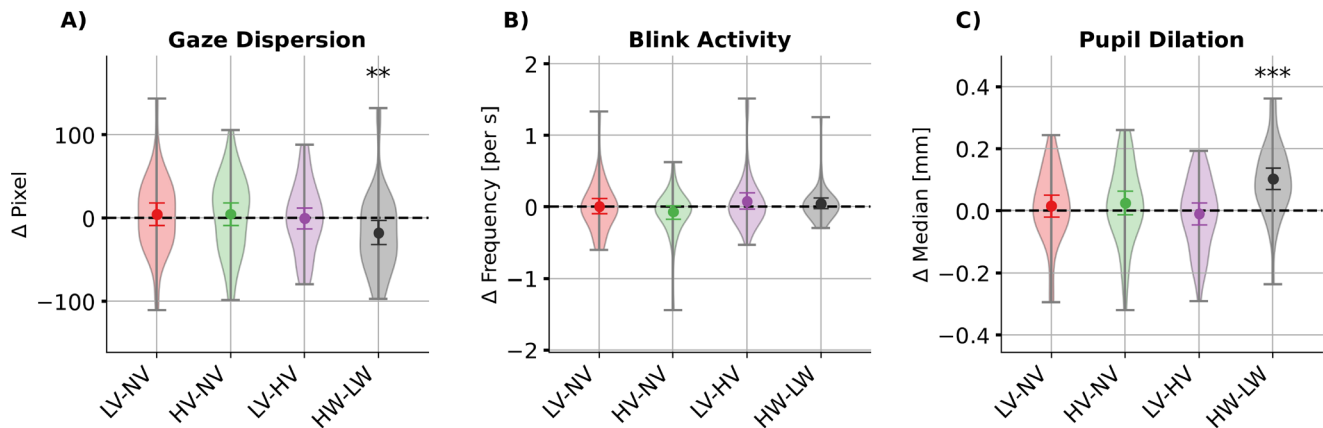 A)
Gaze Dispersion
**
Δ Pixel
100
0
−100
LV-NV
HV-NV
LV-HV
HW-LW
B)
Blink Activity
Δ Frequency [per s]
2
1
0
−1
−2
LV-NV
HV-NV
LV-HV
HW-LW
C)
Pupil Dilation
***
Δ Median [mm]
0.4
0.2
0.0
−0.2
−0.4
LV-NV
HV-NV
LV-HV
HW-LW